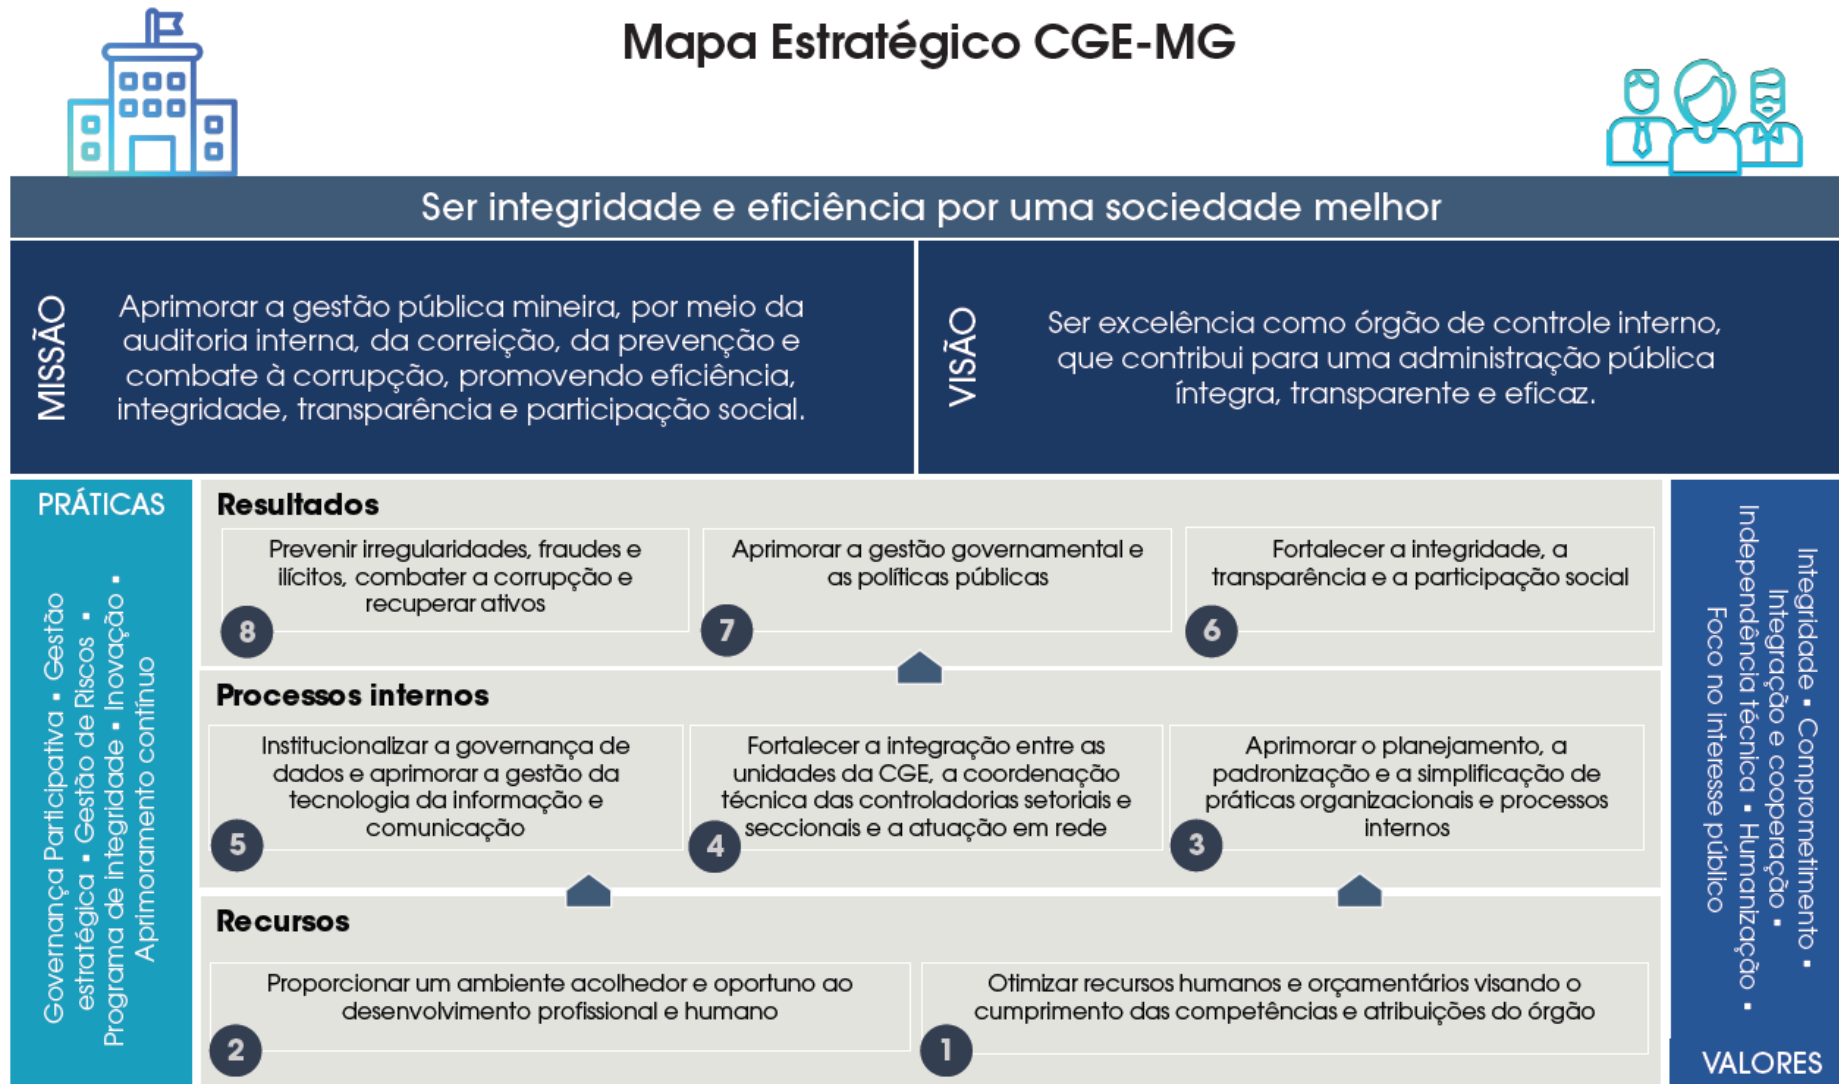 Mapa Estratégico CGE-MG
Ser integridade e eficiência por uma sociedade melhor
MISSÃO
Aprimorar a gestão pública mineira, por meio da
auditoria interna, da correição, da prevenção e
combate à corrupção, promovendo eficiência,
integridade, transparência e participação social.
VISÃO
Ser excelência como órgão de controle interno,
que contribui para uma administração pública
íntegra, transparente e eficaz.
PRÁTICAS
Governança Participativa ▪ Gestão
estratégica ▪ Gestão de Riscos ▪
Programa de integridade ▪ Inovação ▪
Aprimoramento contínuo
Resultados
Prevenir irregularidades, fraudes e
ilícitos, combater a corrupção e
recuperar ativos
8
Aprimorar a gestão governamental e
as políticas públicas
7
Fortalecer a integridade, a
transparência e a participação social
6
Processos internos
Institucionalizar a governança de
dados e aprimorar a gestão da
tecnologia da informação e
comunicação
5
Fortalecer a integração entre as
unidades da CGE, a coordenação
técnica das controladorias setoriais e
seccionais e a atuação em rede
4
Aprimorar o planejamento, a
padronização e a simplificação de
práticas organizacionais e processos
internos
3
Recursos
Proporcionar um ambiente acolhedor e oportuno ao
desenvolvimento profissional e humano
2
Otimizar recursos humanos e orçamentários visando o
cumprimento das competências e atribuições do órgão
1
Integridade ▪ Comprometimento ▪
Integração e cooperação ▪
Independência técnica ▪ Humanização ▪
Foco no interesse público
VALORES